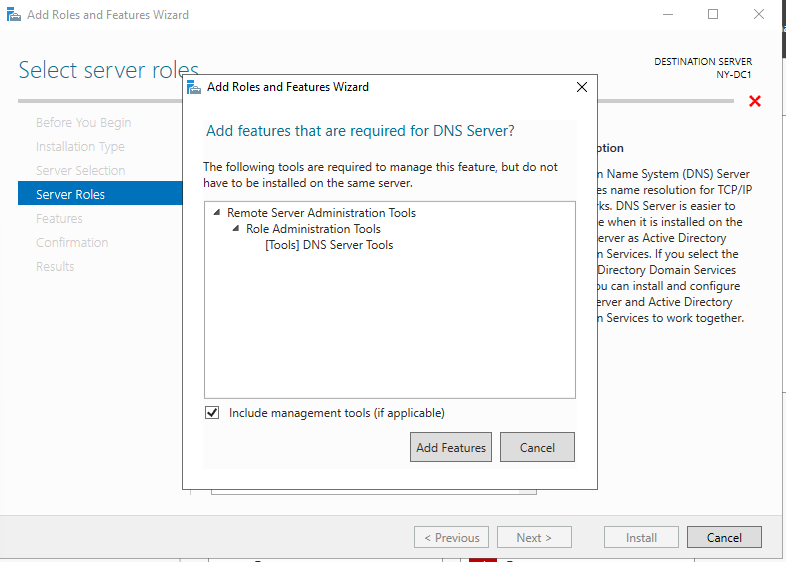 Add Roles and Features Wizard
Select server roles
DESTINATION SERVER
NY-DC1
Before You Begin
Installation Type
Server Selection
Server Roles
Features
Confirmation
Results
Add Roles and Features Wizard
Add features that are required for DNS Server?
The following tools are required to manage this feature, but do not
have to be installed on the same server.
Remote Server Administration Tools
Role Administration Tools
[Tools] DNS Server Tools
Include management tools (if applicable)
Add Features
Cancel
ption
n Name System (DNS) Server
es name resolution for TCP/IP
rks. DNS Server is easier to
e when it is installed on the
erver as Active Directory
n Services. If you select the
Directory Domain Services
ou can install and configure
erver and Active Directory
n Services to work together.
< Previous
Next >
Install
Cancel